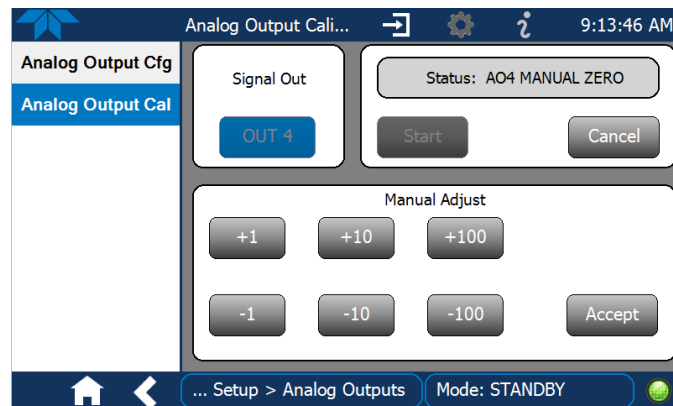 Analog Output Cali...
9:13:46 AM
Analog Output Cfg
Analog Output Cal
Signal Out
OUT 4
Status: AO4 MANUAL ZERO
Start
Cancel
Manual Adjust
+1
+10
+100
-1
-10
-100
Accept
... Setup > Analog Outputs
Mode: STANDBY